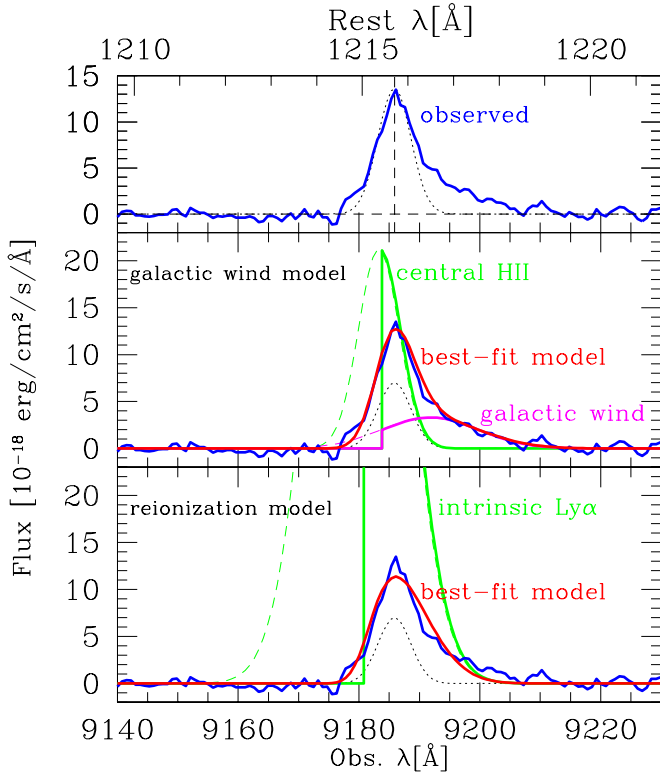 Rest λ[Å]
1210 1215 1220
15
observed
10
5
0
20
galactic wind model
central HII
15
best-fit model
10
galactic wind
5
0
Flux [10⁻¹⁸ erg/cm²/s/Å]
20
reionization model
intrinsic Lyα
15
best-fit model
10
5
0
9140 9160 9180 9200 9220
Obs. λ[Å]